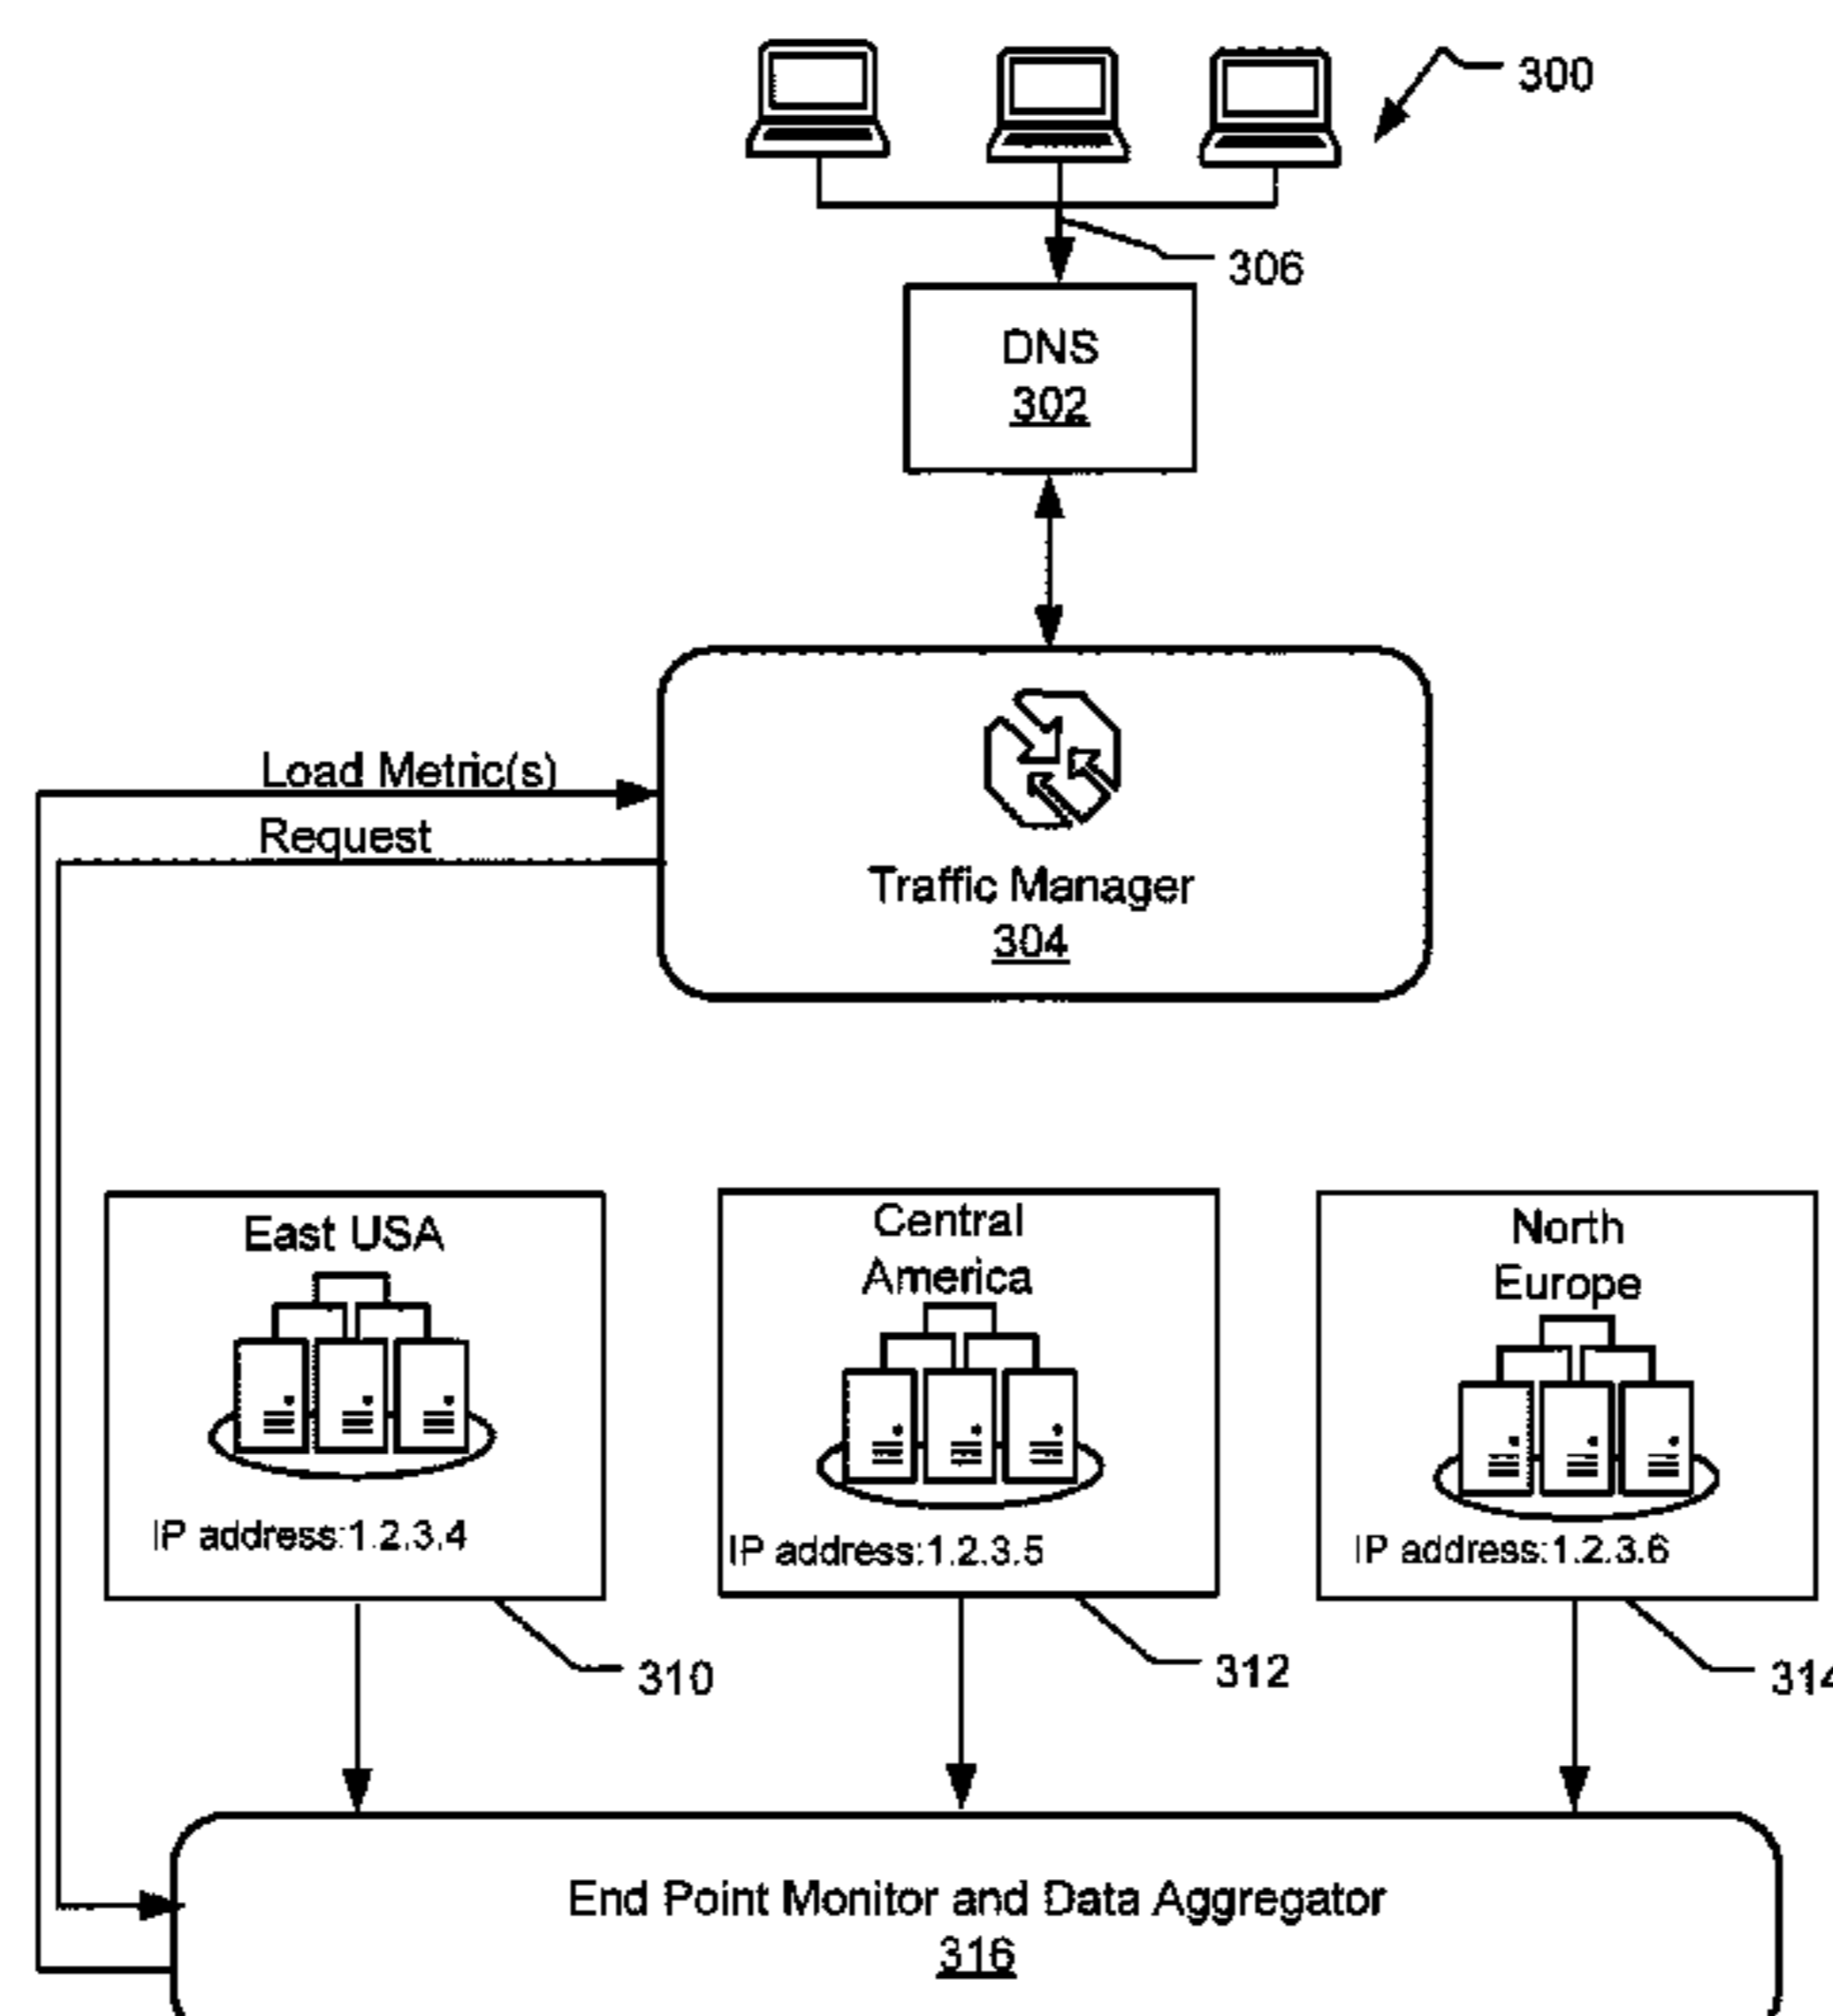 300
306
DNS
302
Load Metric(s)
Request
Traffic Manager
304
East USA
IP address:1.2.3.4
Central
America
IP address:1.2.3.5
North
Europe
IP address:1.2.3.6
310
312
314
End Point Monitor and Data Aggregator
316